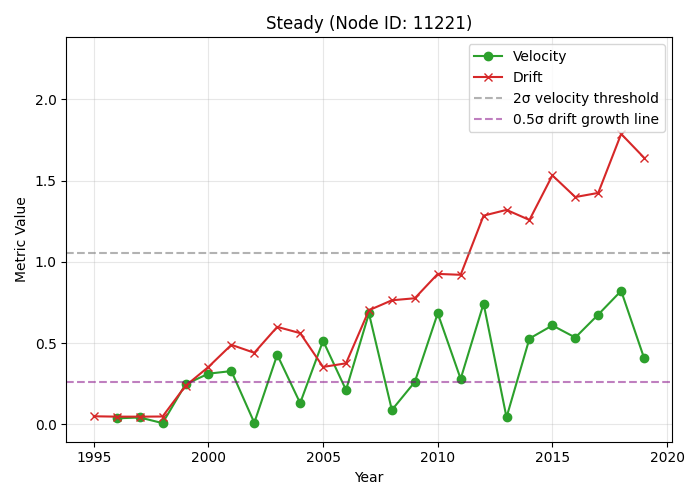 Steady (Node ID: 11221)
Velocity
Drift
2σ velocity threshold
0.5σ drift growth line
Metric Value
2.0
1.5
1.0
0.5
0.0
1995 2000 2005 2010 2015 2020
Year